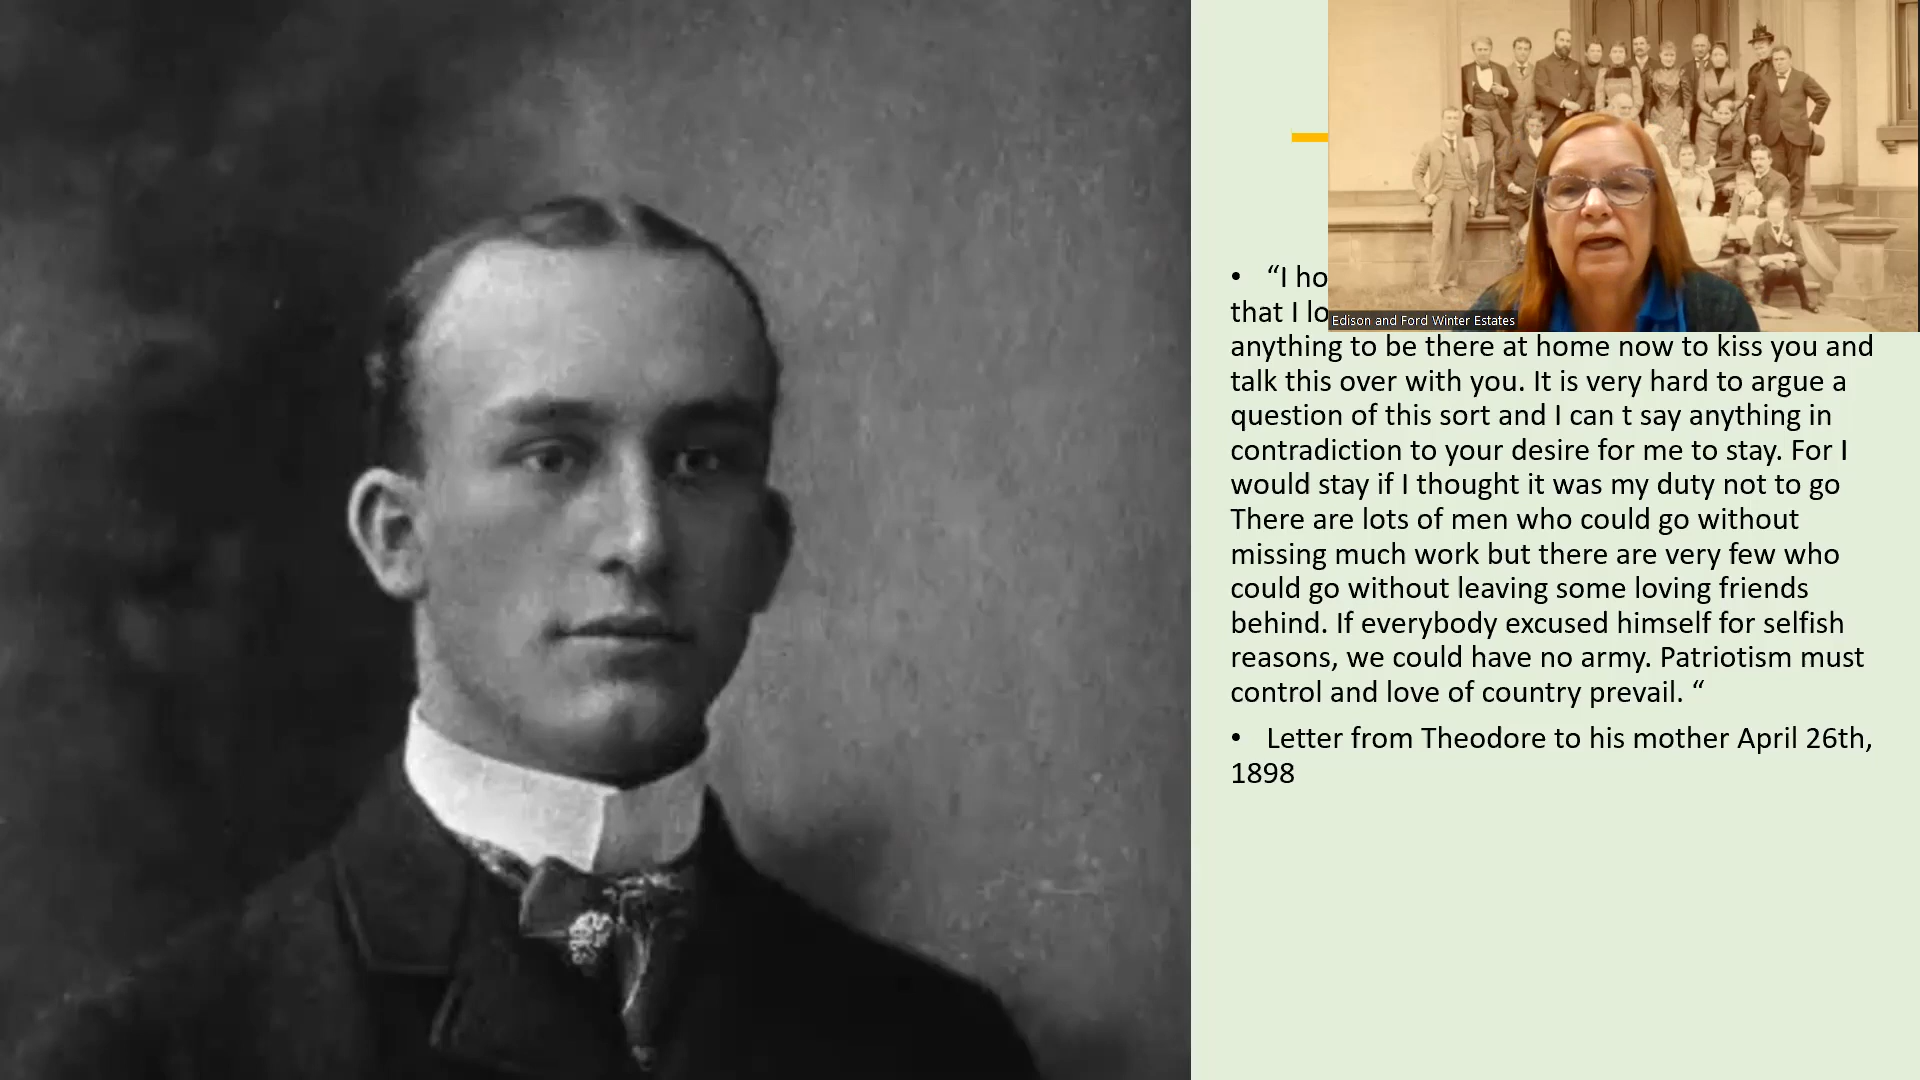 • “I ho
that I lo
Edison and Ford Winter Estates
anything to be there at home now to kiss you and
talk this over with you. It is very hard to argue a
question of this sort and I can t say anything in
contradiction to your desire for me to stay. For I
would stay if I thought it was my duty not to go
There are lots of men who could go without
missing much work but there are very few who
could go without leaving some loving friends
behind. If everybody excused himself for selfish
reasons, we could have no army. Patriotism must
control and love of country prevail. “
• Letter from Theodore to his mother April 26th,
1898